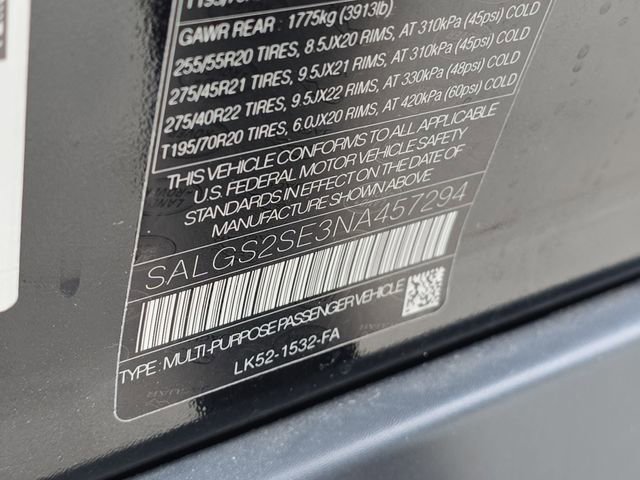 GAWR REAR : 1775kg (3913lb)
255/55R20 TIRES, 8.5JX20 RIMS, AT 310kPa (45psi) COLD
275/45R21 TIRES, 9.5JX21 RIMS, AT 310kPa (45psi) COLD
275/40R22 TIRES, 9.5JX22 RIMS, AT 330kPa (48psi) COLD
T195/70R20 TIRES, 6.0JX20 RIMS, AT 420kPa (60psi) COLD
THIS VEHICLE CONFORMS TO ALL APPLICABLE
U.S. FEDERAL MOTOR VEHICLE SAFETY
STANDARDS IN EFFECT ON THE DATE OF
MANUFACTURE SHOWN ABOVE
SALGS2SE3NA457294
TYPE: MULTI-PURPOSE PASSENGER VEHICLE
LK52-1532-FA